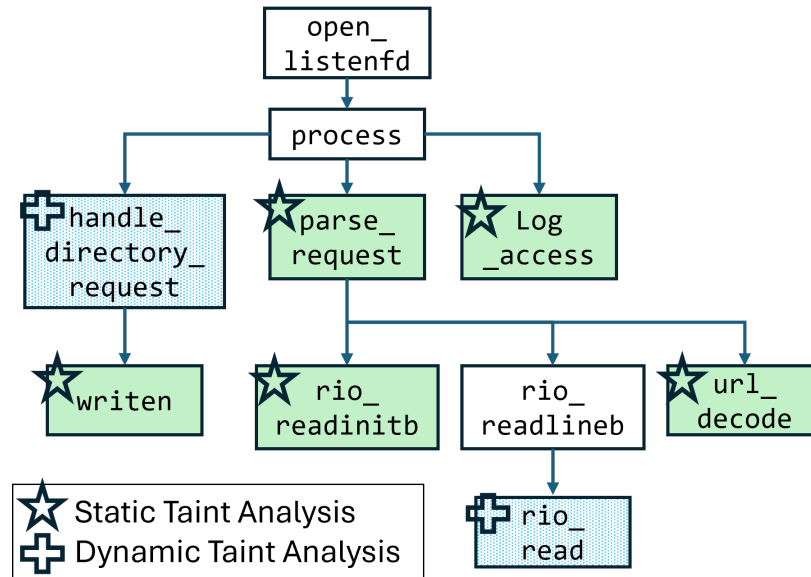 open_
listenfd
process
handle_
directory_
request
parse_
request
Log
_access
writen
rio_
readinitb
rio_
readlineb
url_
decode
rio_
read
Static Taint Analysis
Dynamic Taint Analysis